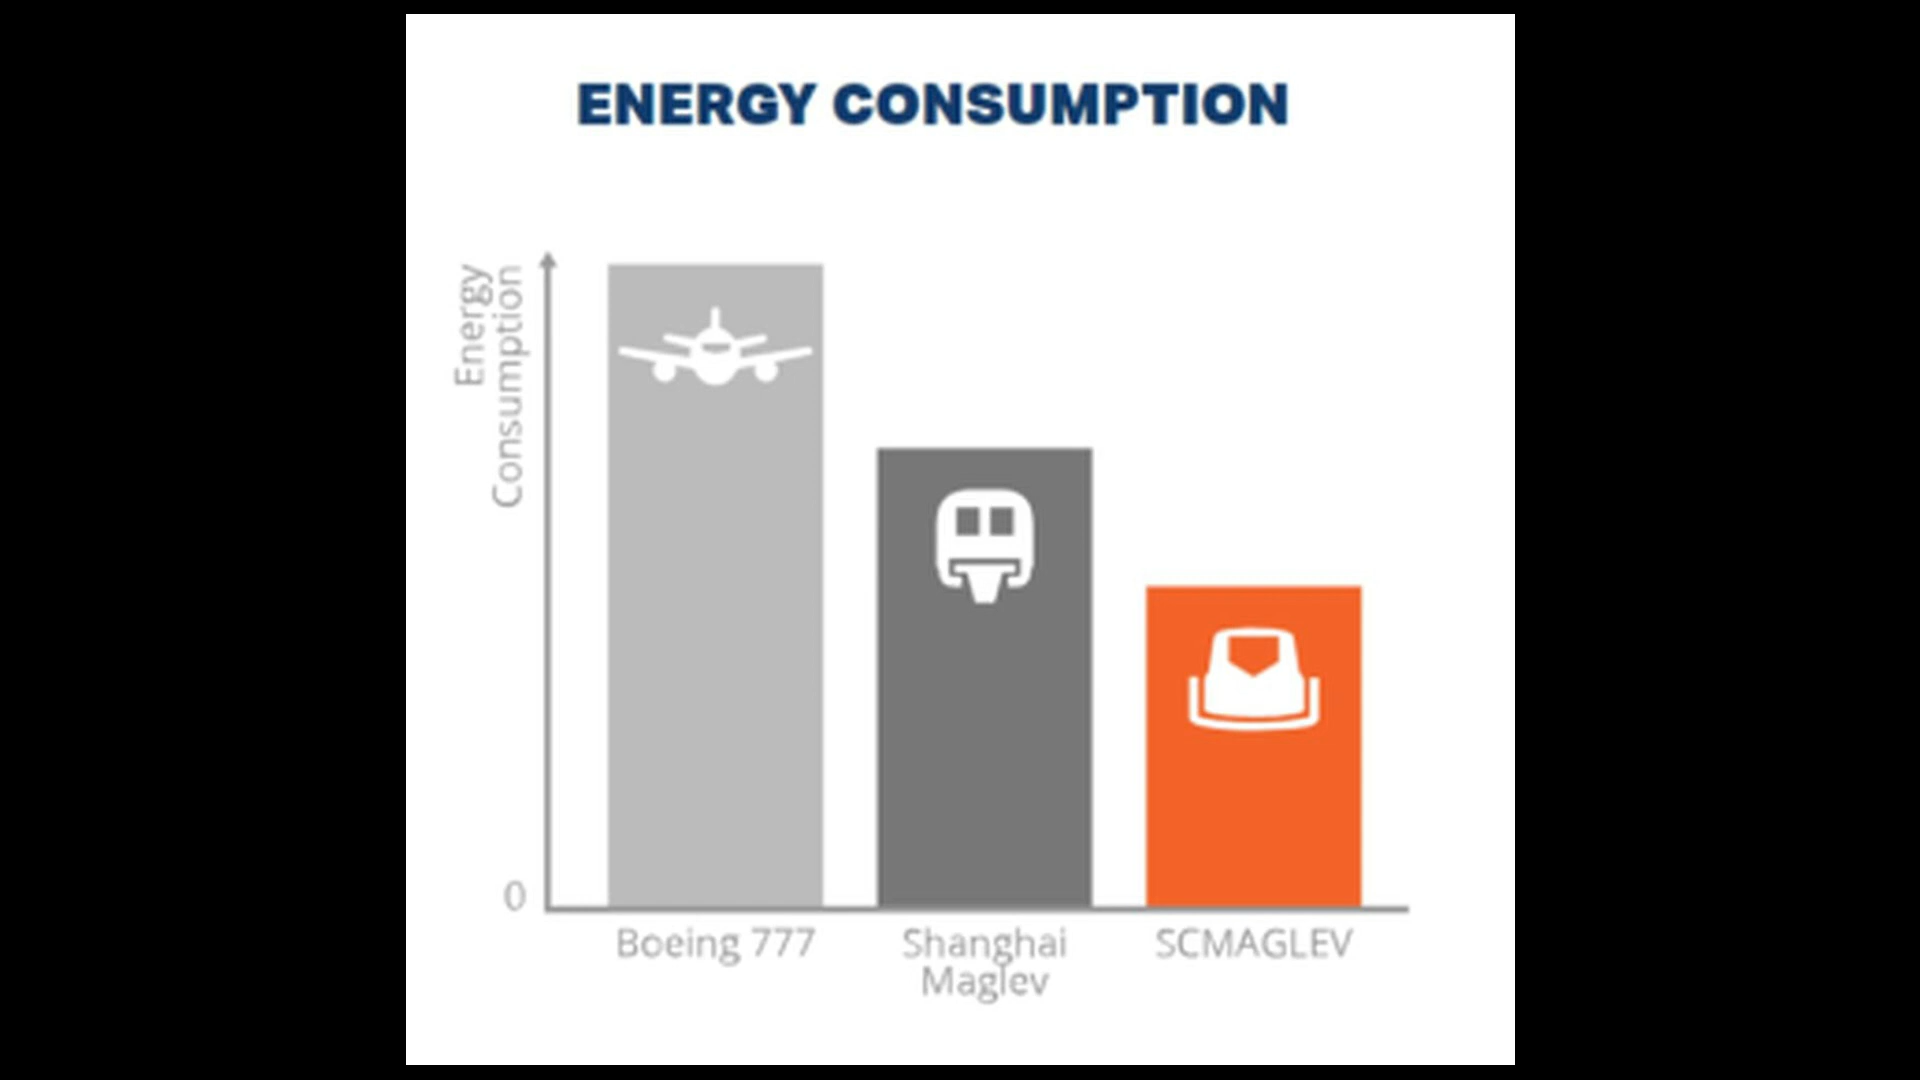 ENERGY CONSUMPTION
Energy
Consumption
0
Boeing 777
Shanghai
Maglev
SCMAGLEV